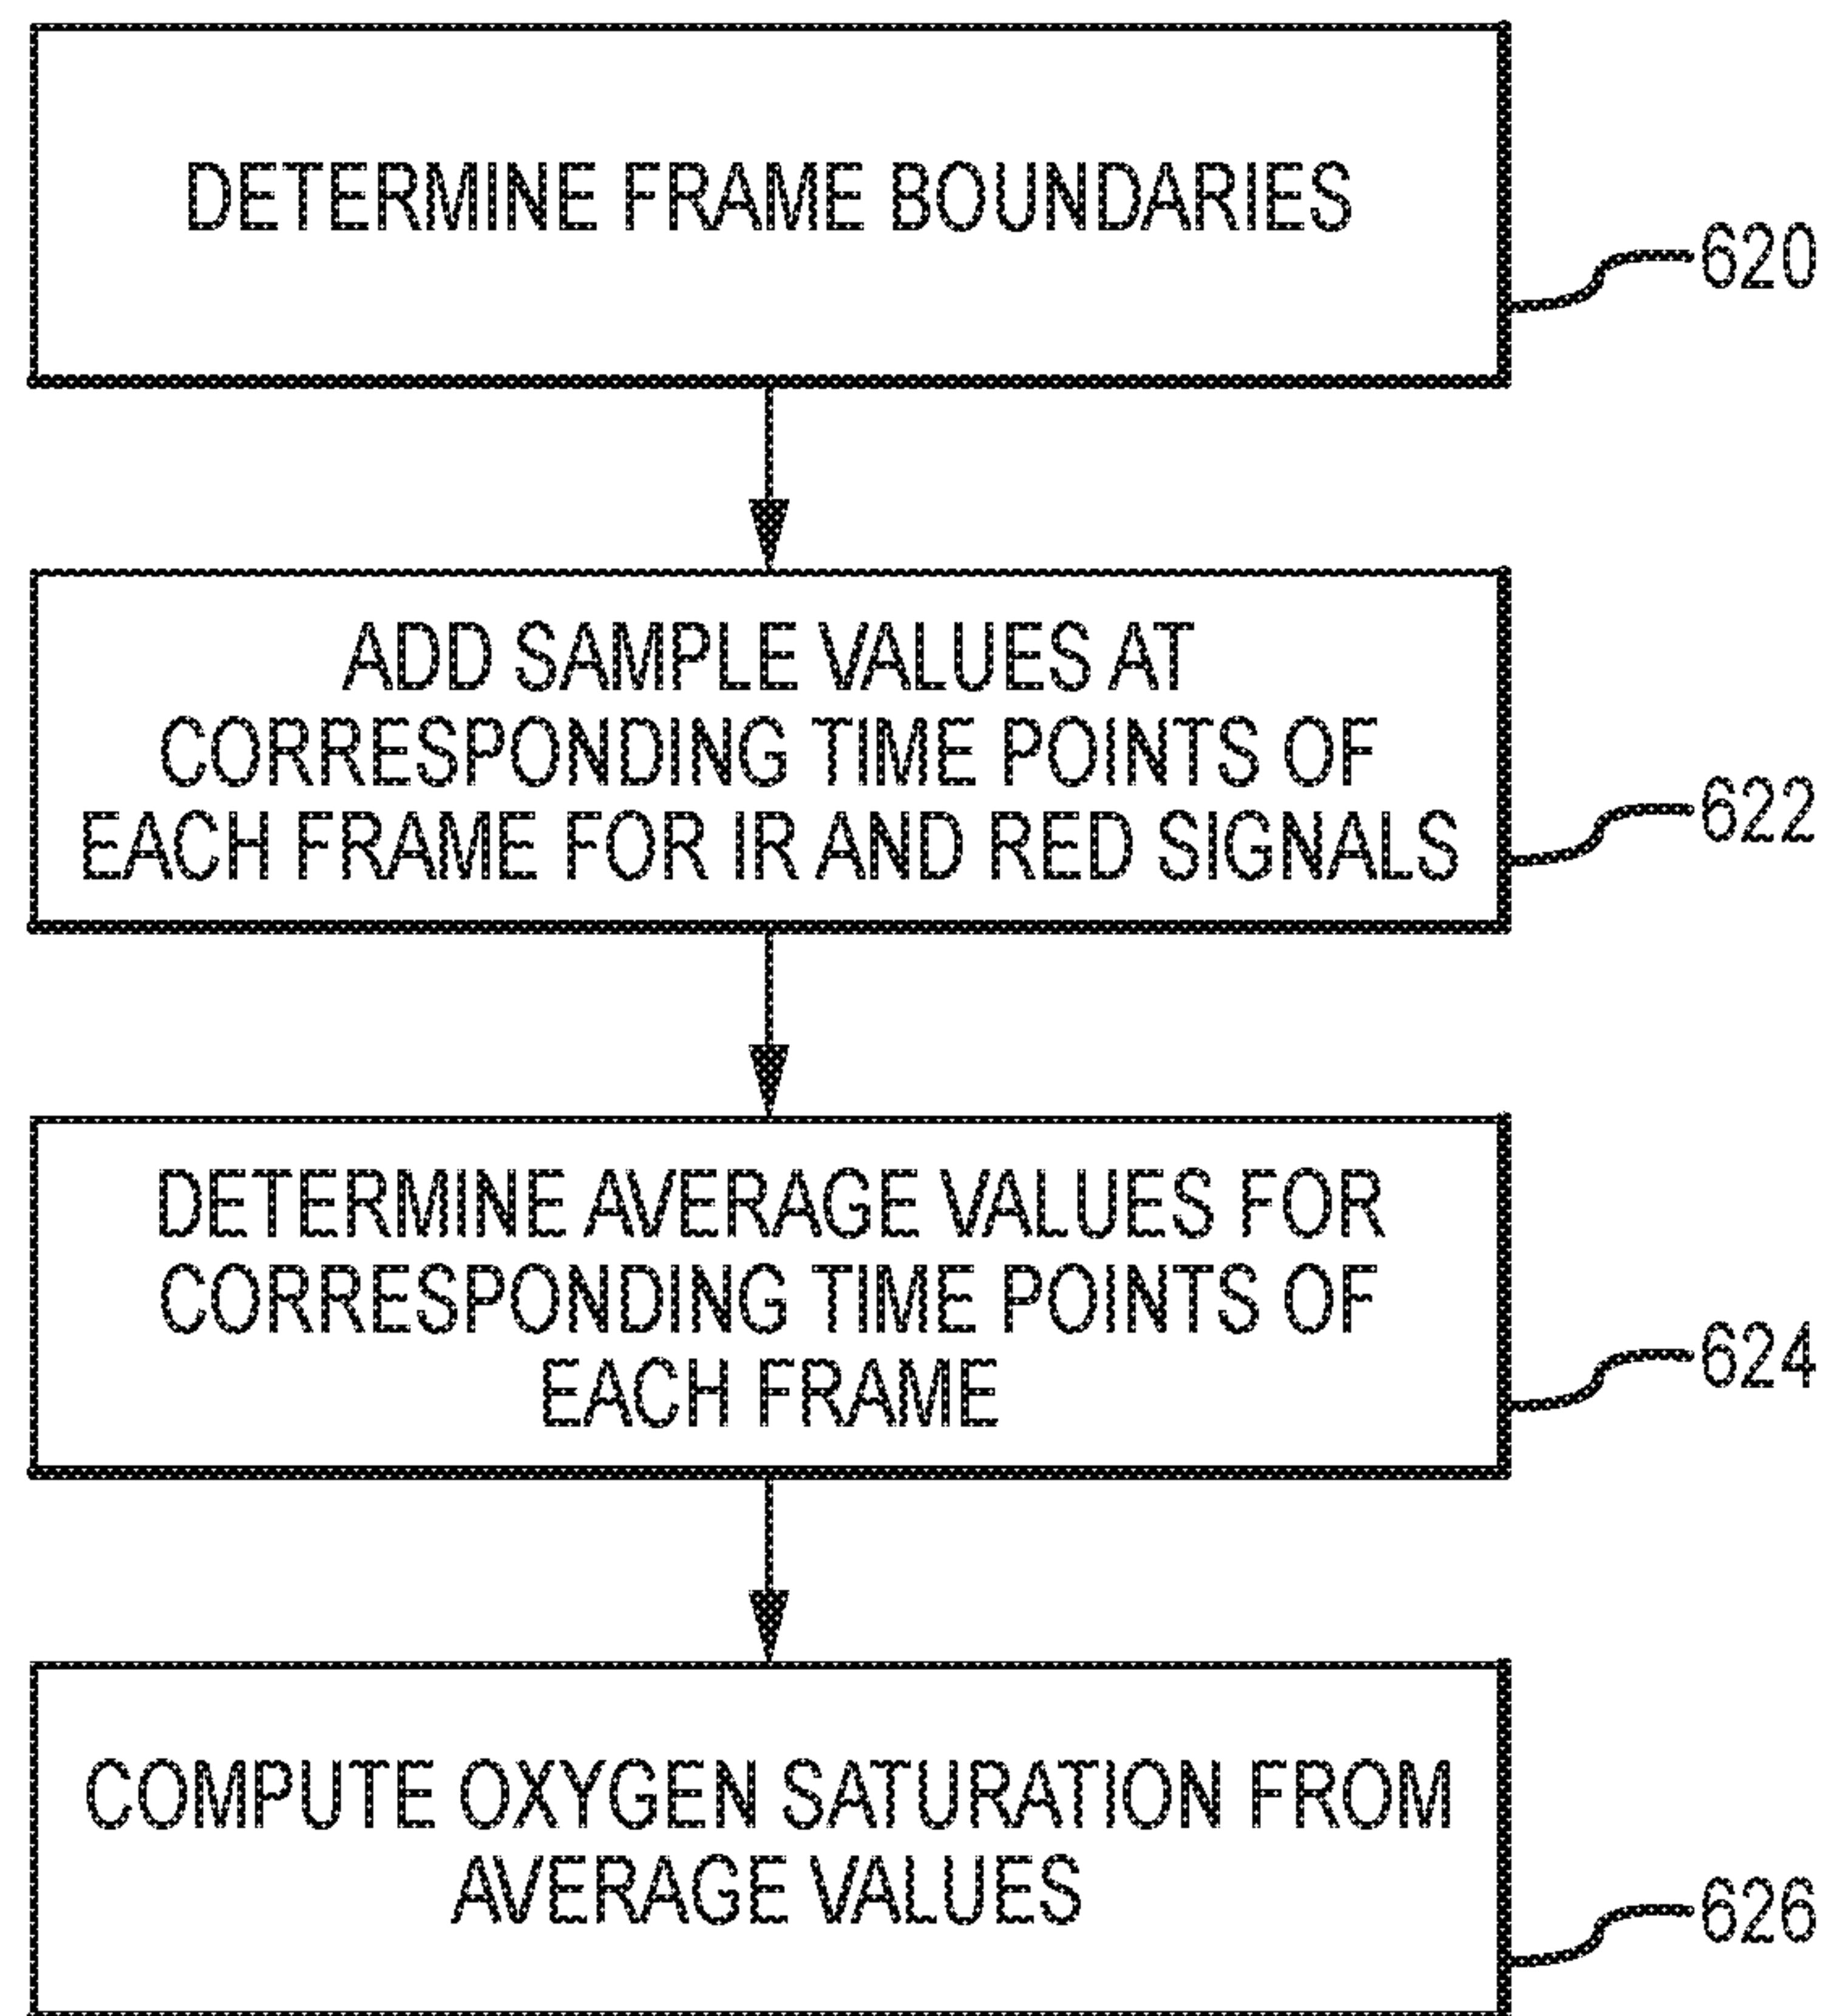 DETERMINE FRAME BOUNDARIES
620
ADD SAMPLE VALUES AT
CORRESPONDING TIME POINTS OF
EACH FRAME FOR IR AND RED SIGNALS
622
DETERMINE AVERAGE VALUES FOR
CORRESPONDING TIME POINTS OF
EACH FRAME
624
COMPUTE OXYGEN SATURATION FROM
AVERAGE VALUES
626